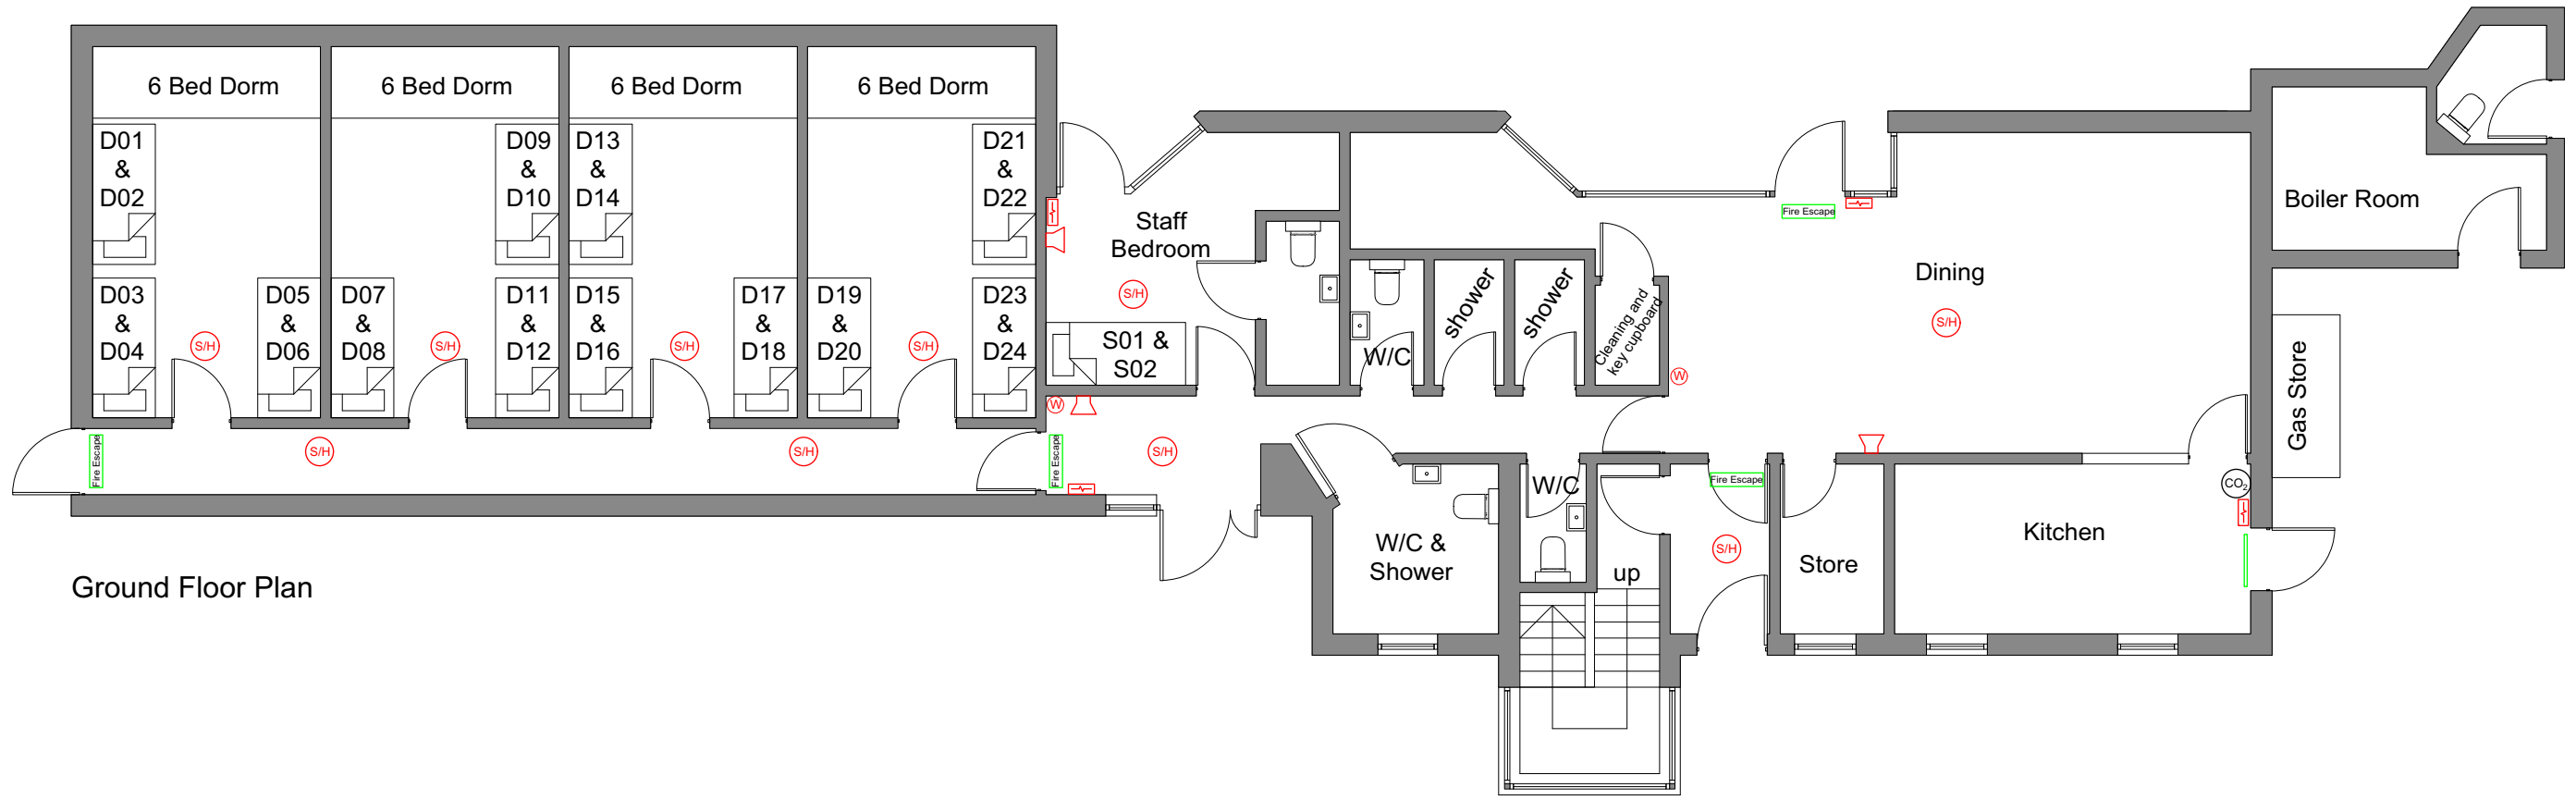 6 Bed Dorm
6 Bed Dorm
6 Bed Dorm
6 Bed Dorm
D01
&
D02
D09
&
D10
D13
&
D14
D21
&
D22
D03
&
D04
D05
&
D06
D07
&
D08
D11
&
D12
D15
&
D16
D17
&
D18
D19
&
D20
D23
&
D24
S/H
S/H
S/H
S/H
Fire Escape
S/H
S/H
Staff
Bedroom
S/H
S01 &
S02
W
Fire Escape
S/H
W/C
shower
shower
Cleaning and
key cupboard
W
Fire Escape
Dining
S/H
Boiler Room
Gas Store
W/C &
Shower
W/C
up
Fire Escape
S/H
Store
Kitchen
CO₂
Ground Floor Plan